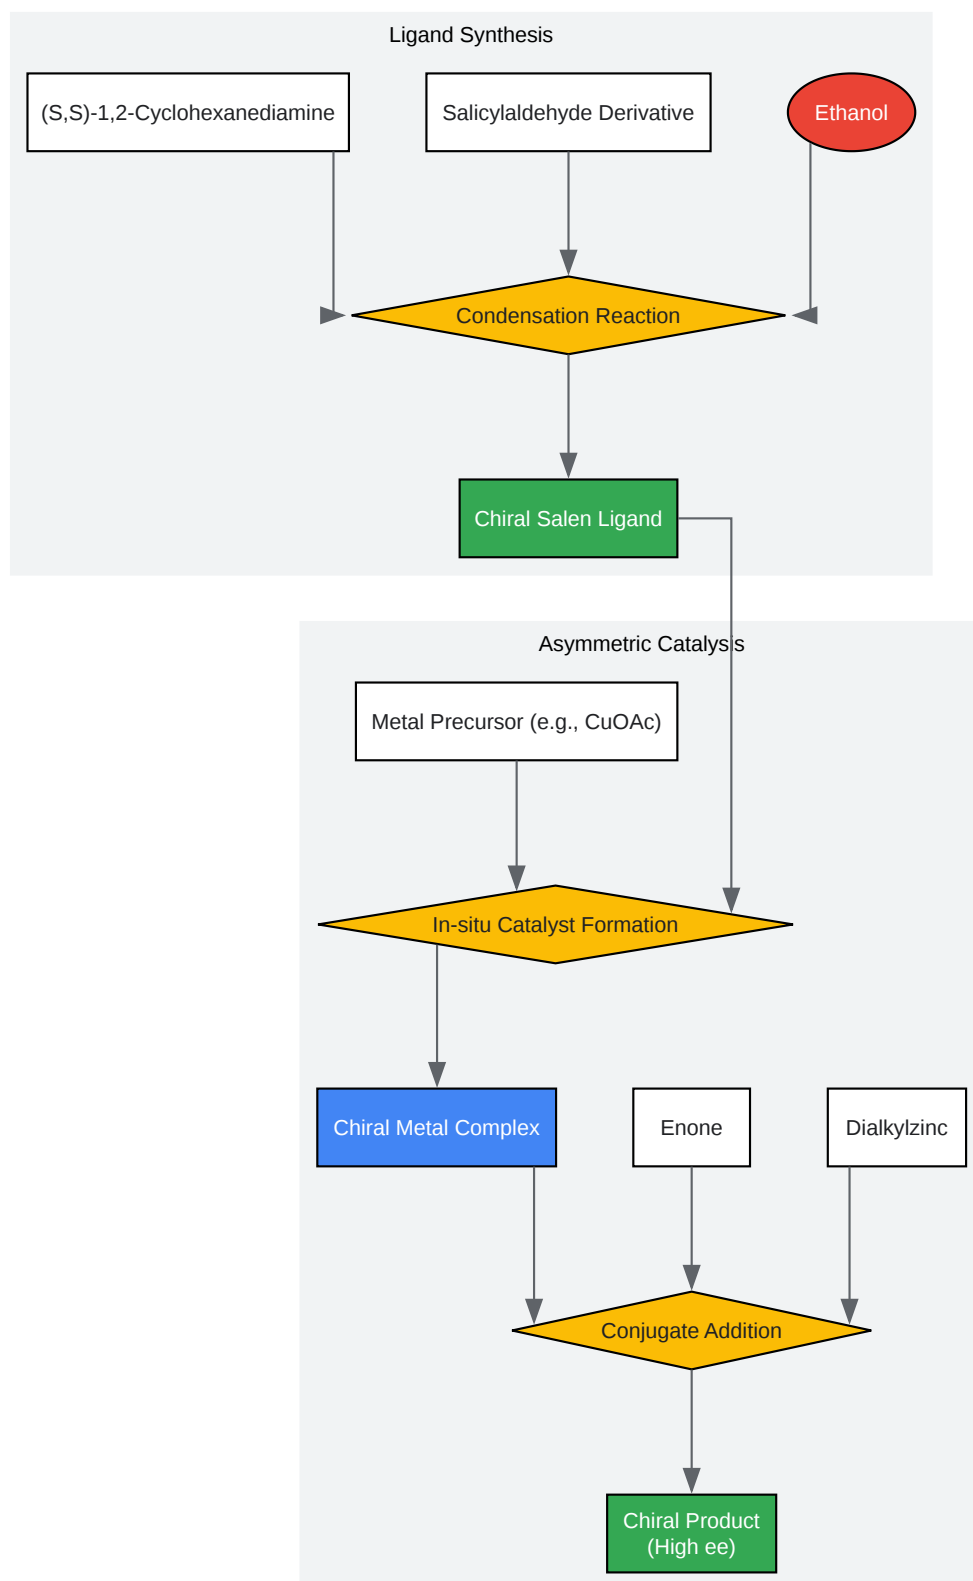 Ligand Synthesis
(S,S)-1,2-Cyclohexanediamine
Salicylaldehyde Derivative
Ethanol
Condensation Reaction
Chiral Salen Ligand
Asymmetric Catalysis
Metal Precursor (e.g., CuOAc)
In-situ Catalyst Formation
Chiral Metal Complex
Enone
Dialkylzinc
Conjugate Addition
Chiral Product
(High ee)